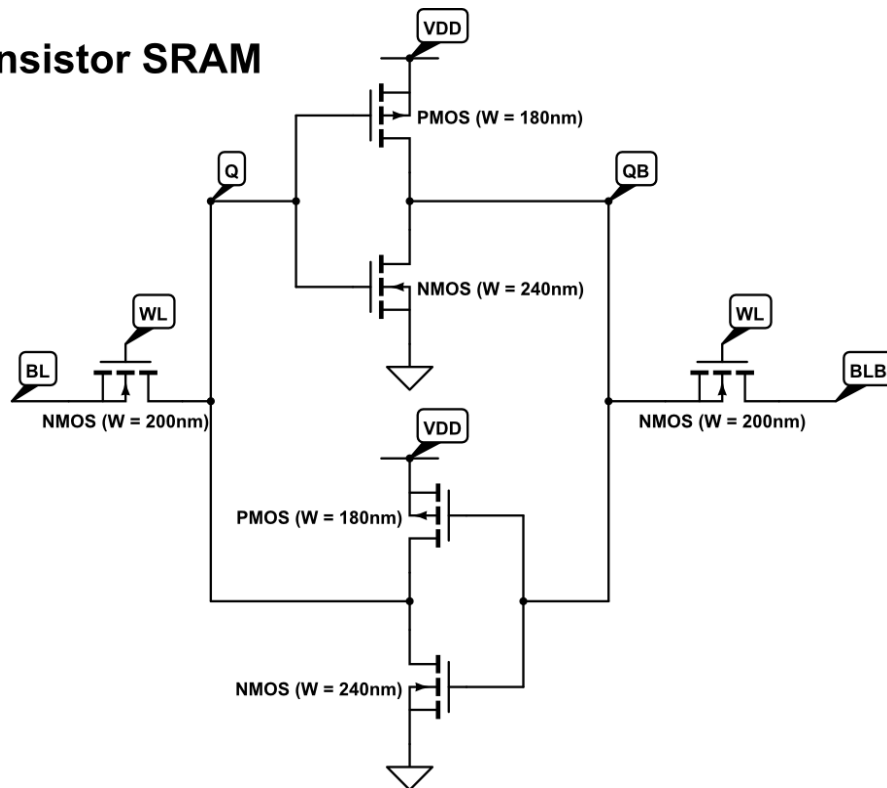 VDD
nsistor SRAM
PMOS (W = 180nm)
Q
QB
NMOS (W = 240nm)
WL
WL
BL
BLB
NMOS (W = 200nm)
NMOS (W = 200nm)
VDD
PMOS (W = 180nm)
NMOS (W = 240nm)